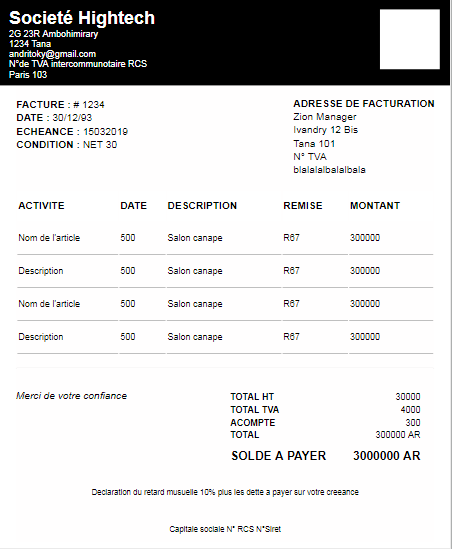 Societé Hightech
2G 23R Ambohimirary
1234 Tana
andritoky@gmail.com
N°de TVA intercommunotaire RCS
Paris 103
FACTURE : # 1234
DATE : 30/12/93
ECHEANCE : 15032019
CONDITION : NET 30
ADRESSE DE FACTURATION
Zion Manager
Ivandry 12 Bis
Tana 101
N° TVA
blalalalbalalbala
ACTIVITE DATE DESCRIPTION REMISE MONTANT
Nom de l'article 500 Salon canape R67 300000
Description 500 Salon canape R67 300000
Nom de l'article 500 Salon canape R67 300000
Description 500 Salon canape R67 300000
Merci de votre confiance
TOTAL HT 30000
TOTAL TVA 4000
ACOMPTE 300
TOTAL 300000 AR
SOLDE A PAYER 3000000 AR
Declaration du retard musuelle 10% plus les dette a payer sur votre creeance
Capitale sociale N° RCS N°Siret